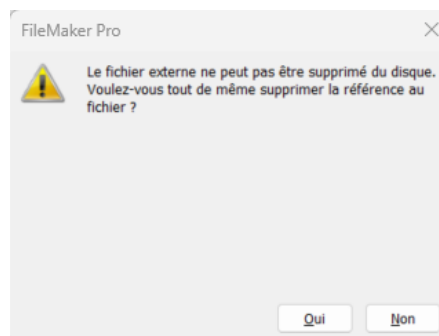 FileMaker Pro
Le fichier externe ne peut pas être supprimé du disque.
Voulez-vous tout de même supprimer la référence au
fichier ?
Oui
Non